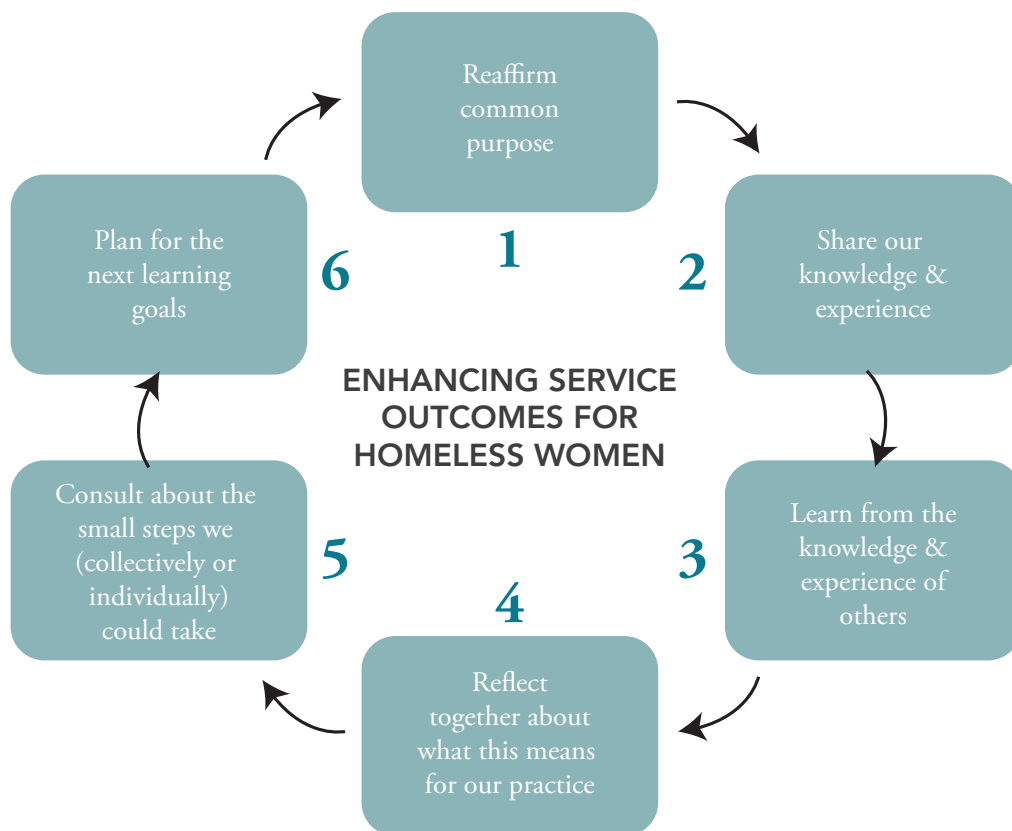 Reaffirm
common
purpose
1
2
Share our
knowledge &
experience
3
Learn from the
knowledge &
experience of
others
4
Reflect
together about
what this means
for our practice
5
Consult about the
small steps we
(collectively or
individually)
could take
6
Plan for the
next learning
goals
ENHANCING SERVICE
OUTCOMES FOR
HOMELESS WOMEN